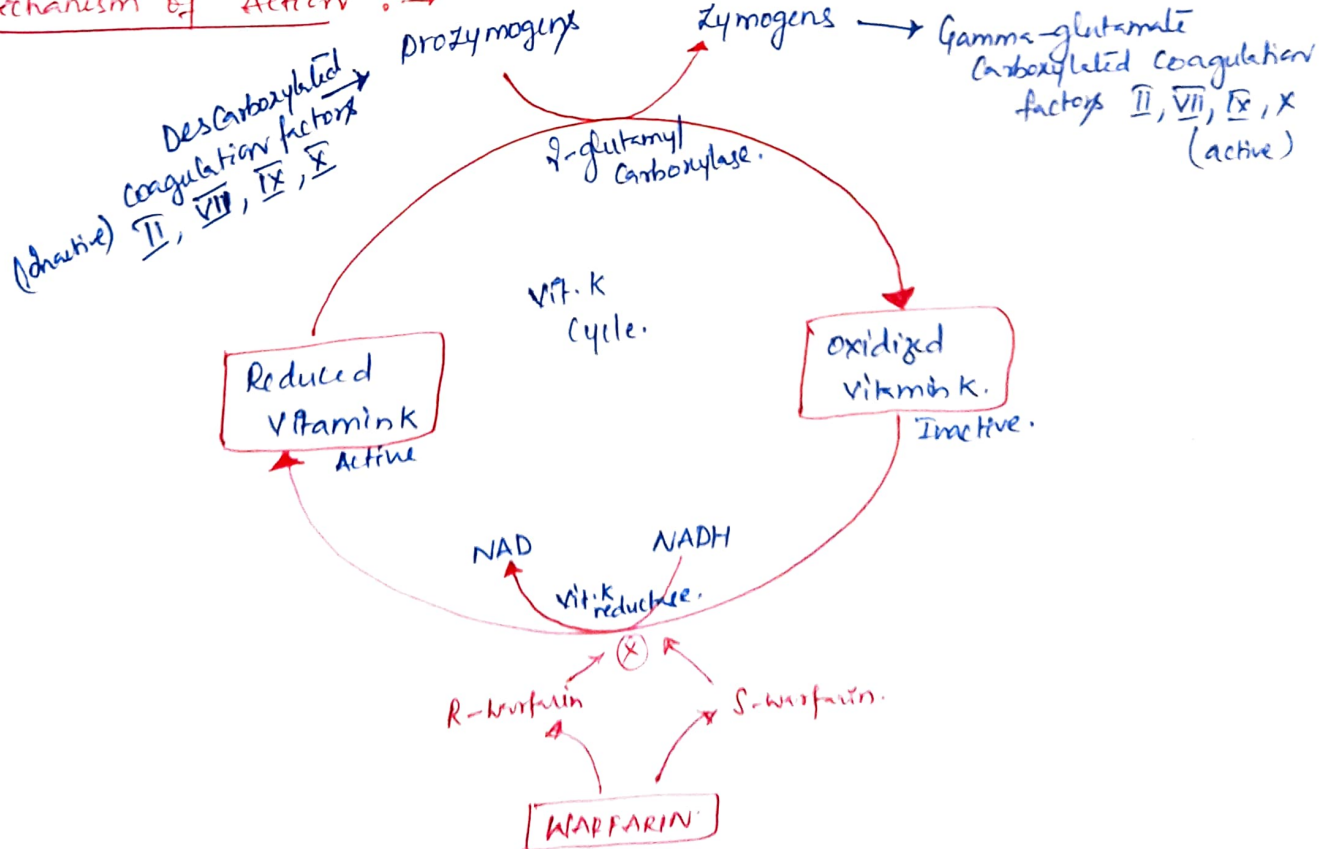 Mechanism of Action :→
Prozymogens
Zymogens
Gamma-glutamate
Carboxylated Coagulation
factors II, VII, IX, X
(active)
Descarboxylated
coagulation factors
(Inactive) II, VII, IX, X
γ-glutamyl
Carboxylase.
Vit. K
Cycle.
Reduced
Vitamin K
Active
Oxidized
Vitamin K.
Inactive.
NAD
NADH
Vit. K
reductase.
X
R-Warfarin
S-Warfarin.
WARFARIN